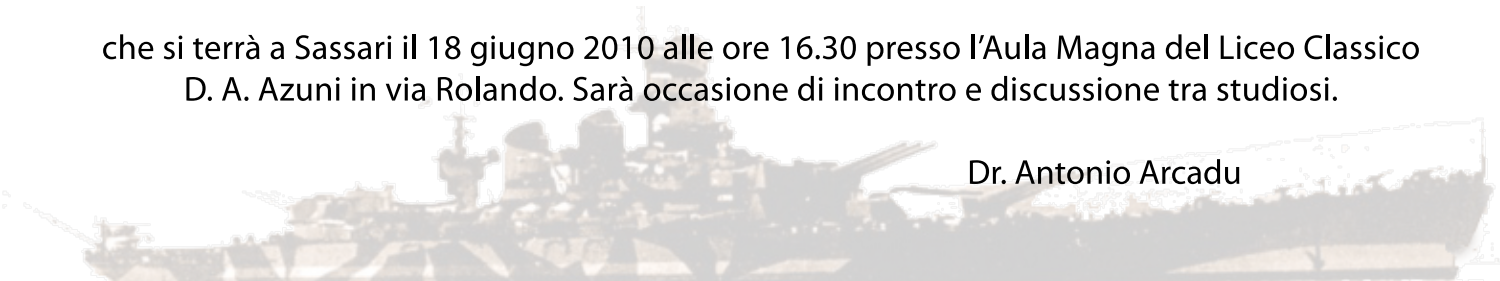 che si terrà a Sassari il 18 giugno 2010 alle ore 16.30 presso l’Aula Magna del Liceo Classico
D. A. Azuni in via Rolando. Sarà occasione di incontro e discussione tra studiosi.
Dr. Antonio Arcadu